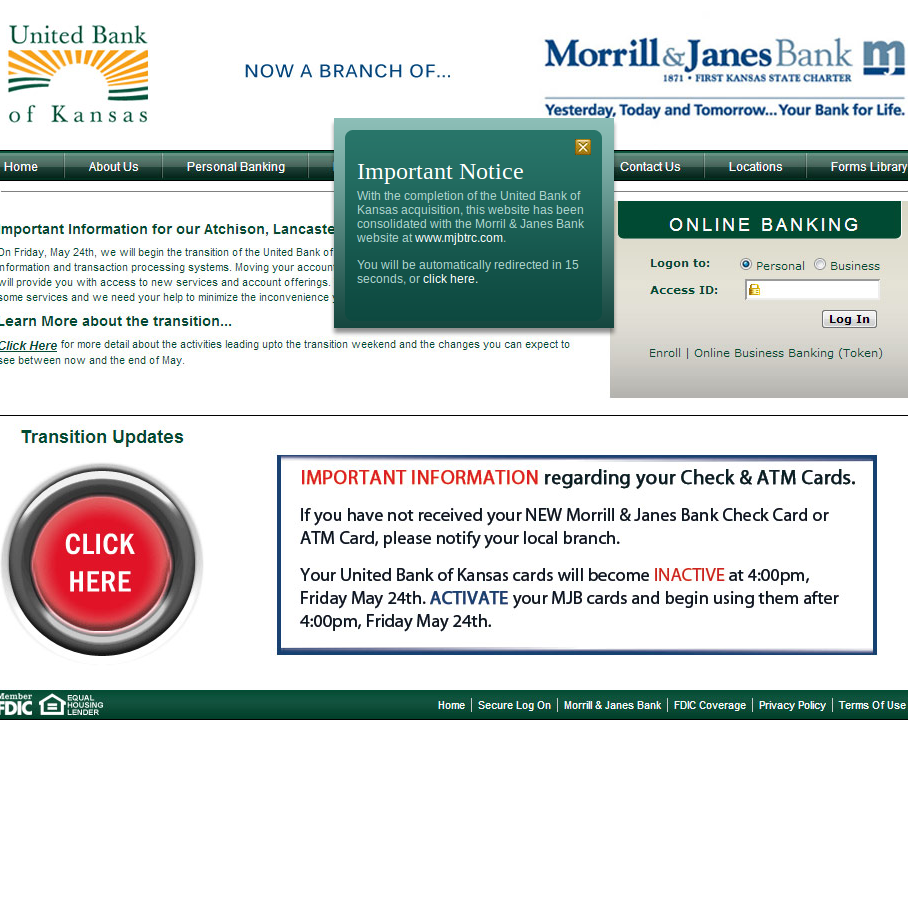 United Bank
of Kansas
NOW A BRANCH OF...
Morrill & Janes Bank mj
1871 • FIRST KANSAS STATE CHARTER
Yesterday, Today and Tomorrow...Your Bank for Life.
Home About Us Personal Banking Contact Us Locations Forms Library
Important Notice
With the completion of the United Bank of
Kansas acquisition, this website has been
consolidated with the Morril & Janes Bank
website at www.mjbtrc.com.
You will be automatically redirected in 15
seconds, or click here.
mportant Information for our Atchison, Lancaste
On Friday, May 24th, we will begin the transition of the United Bank of
nformation and transaction processing systems. Moving your accoun
will provide you with access to new services and account offerings.
some services and we need your help to minimize the inconvenience
Learn More about the transition...
Click Here for more detail about the activities leading upto the transition weekend and the changes you can expect to
see between now and the end of May.
ONLINE BANKING
Logon to: Personal Business
Access ID:
Log In
Enroll | Online Business Banking (Token)
Transition Updates
CLICK
HERE
IMPORTANT INFORMATION regarding your Check & ATM Cards.
If you have not received your NEW Morrill & Janes Bank Check Card or
ATM Card, please notify your local branch.
Your United Bank of Kansas cards will become INACTIVE at 4:00pm,
Friday May 24th. ACTIVATE your MJB cards and begin using them after
4:00pm, Friday May 24th.
Member
FDIC
EQUAL
HOUSING
LENDER
Home | Secure Log On | Morrill & Janes Bank | FDIC Coverage | Privacy Policy | Terms Of Use